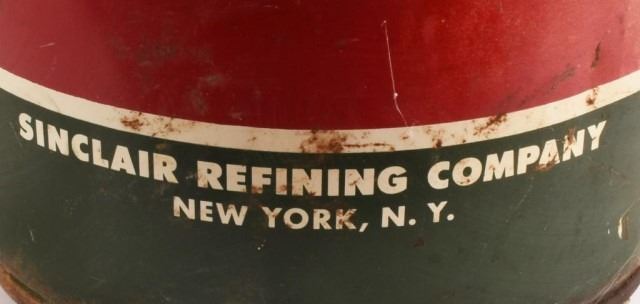 SINCLAIR REFINING COMPANY
NEW YORK, N. Y.